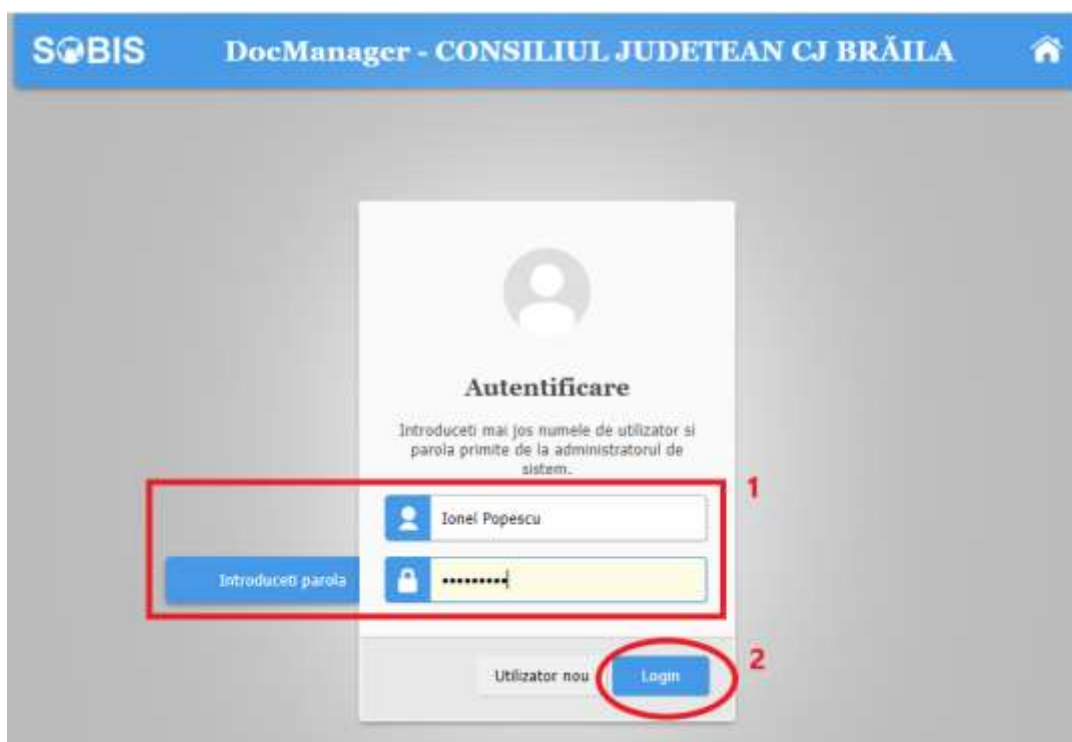 SOBIS DocManager - CONSILIUL JUDETEAN CJ BRĂILA
Autentificare
Introduceti mai jos numele de utilizator si
parola primite de la administratorul de
sistem.
1
Ionel Popescu
Introduceti parola
•••••••••
Utilizator nou Login 2